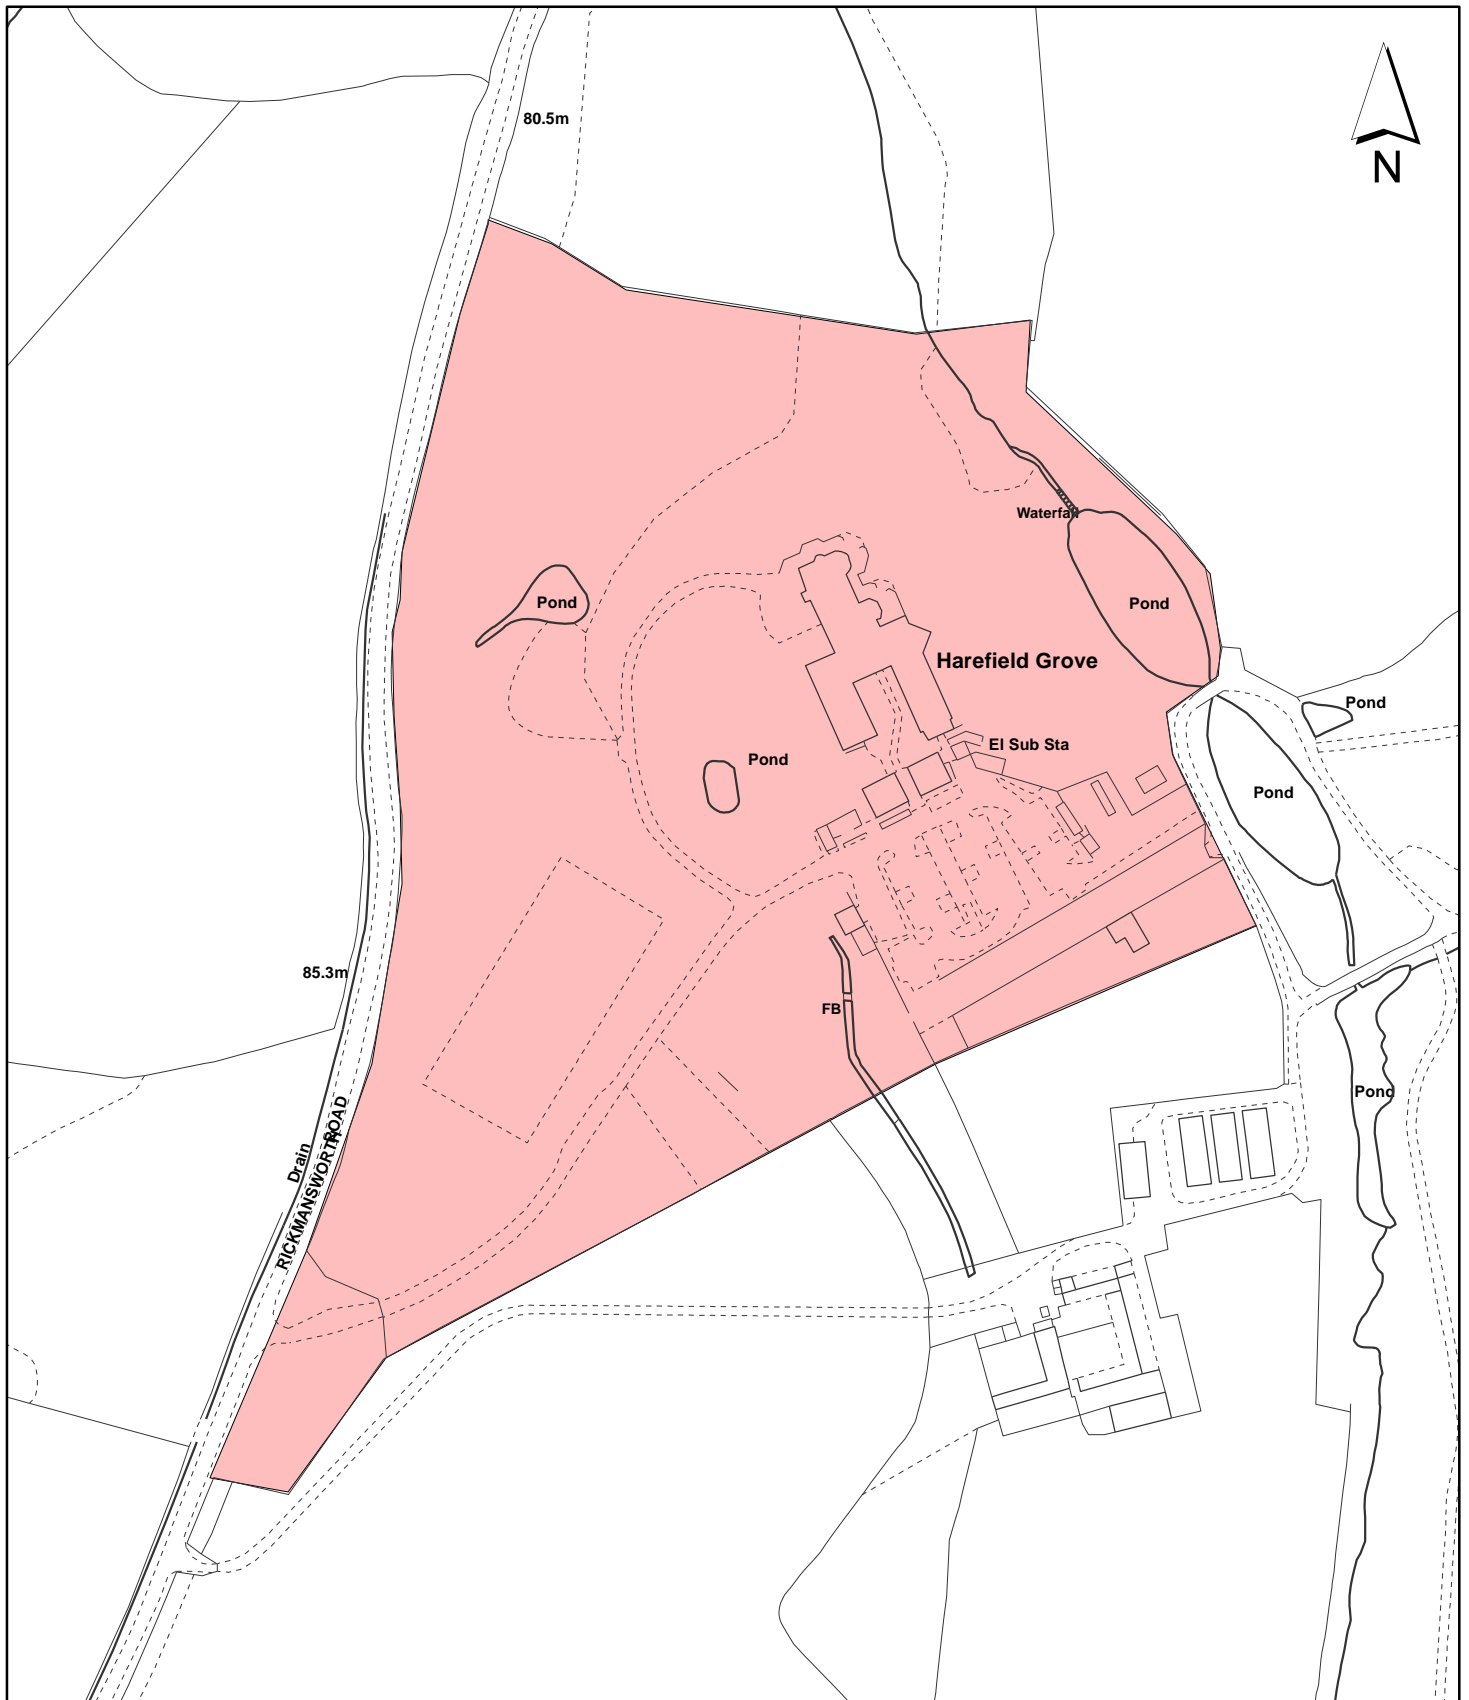 80.5m
N
Waterfall
Pond
Pond
Harefield Grove
Pond
El Sub Sta
Pond
Pond
85.3m
FB
Pond
Drain
RICKMANSWORTH ROAD